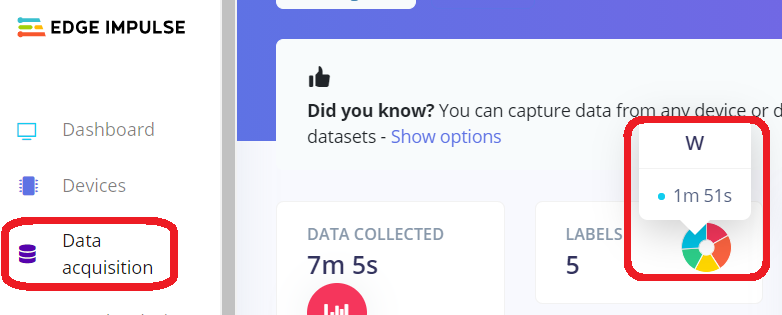 EDGE IMPULSE
Dashboard
Devices
Data
acquisition
Did you know? You can capture data from any device or
datasets - Show options
W
1m 51s
DATA COLLECTED
7m 5s
LABELS
5